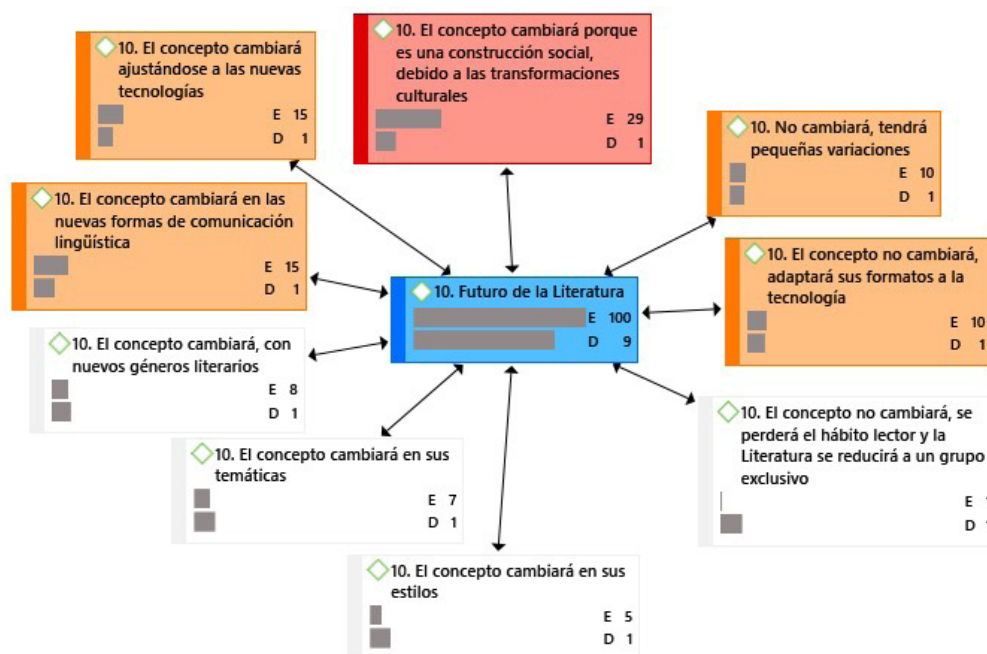 10. El concepto cambiará
ajustándose a las nuevas
tecnologías
E 15
D 1
10. El concepto cambiará porque
es una construcción social,
debido a las transformaciones
culturales
E 29
D 1
10. No cambiará, tendrá
pequeñas variaciones
E 10
D 1
10. El concepto cambiará en las
nuevas formas de comunicación
lingüística
E 15
D 1
10. Futuro de la Literatura
E 100
D 9
10. El concepto no cambiará,
adaptará sus formatos a la
tecnología
E 10
D 1
10. El concepto cambiará, con
nuevos géneros literarios
E 8
D 1
10. El concepto no cambiará, se
perderá el hábito lector y la
Literatura se reducirá a un grupo
exclusivo
E 1
D 1
10. El concepto cambiará en sus
temáticas
E 7
D 1
10. El concepto cambiará en sus
estilos
E 5
D 1